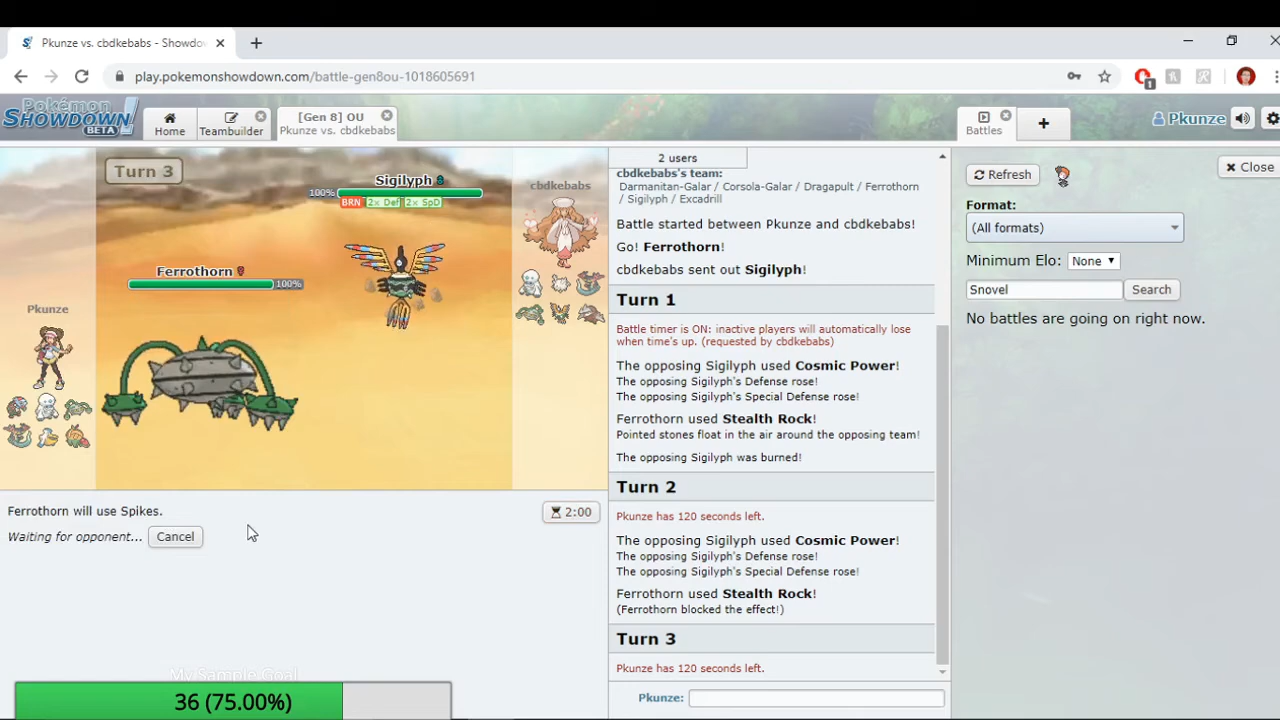 Pkunze vs. cbdkebabs - Showdo
play.pokemonshowdown.com/battle-gen8ou-1018605691
1
Pokémon
SHOWDOWN!
BETA
Home
Teambuilder
[Gen 8] OU
Pkunze vs. cbdkebabs
Battles
Pkunze
Turn 3
Sigilyph
100%
BRN 2x Def 2x SpD
Ferrothorn
100%
Pkunze
cbdkebabs
2 users
cbdkebabs's team:
Darmanitan-Galar / Corsola-Galar / Dragapult / Ferrothorn
/ Sigilyph / Excadrill
Battle started between Pkunze and cbdkebabs!
Go! Ferrothorn!
cbdkebabs sent out Sigilyph!
Turn 1
Battle timer is ON: inactive players will automatically lose
when time's up. (requested by cbdkebabs)
The opposing Sigilyph used Cosmic Power!
The opposing Sigilyph's Defense rose!
The opposing Sigilyph's Special Defense rose!
Ferrothorn used Stealth Rock!
Pointed stones float in the air around the opposing team!
The opposing Sigilyph was burned!
Turn 2
Pkunze has 120 seconds left.
The opposing Sigilyph used Cosmic Power!
The opposing Sigilyph's Defense rose!
The opposing Sigilyph's Special Defense rose!
Ferrothorn used Stealth Rock!
(Ferrothorn blocked the effect!)
Turn 3
Pkunze has 120 seconds left.
Pkunze:
Refresh
Close
Format:
(All formats)
Minimum Elo: None
Snovel Search
No battles are going on right now.
Ferrothorn will use Spikes.
2:00
Waiting for opponent... Cancel
My Sample Goal
36 (75.00%)